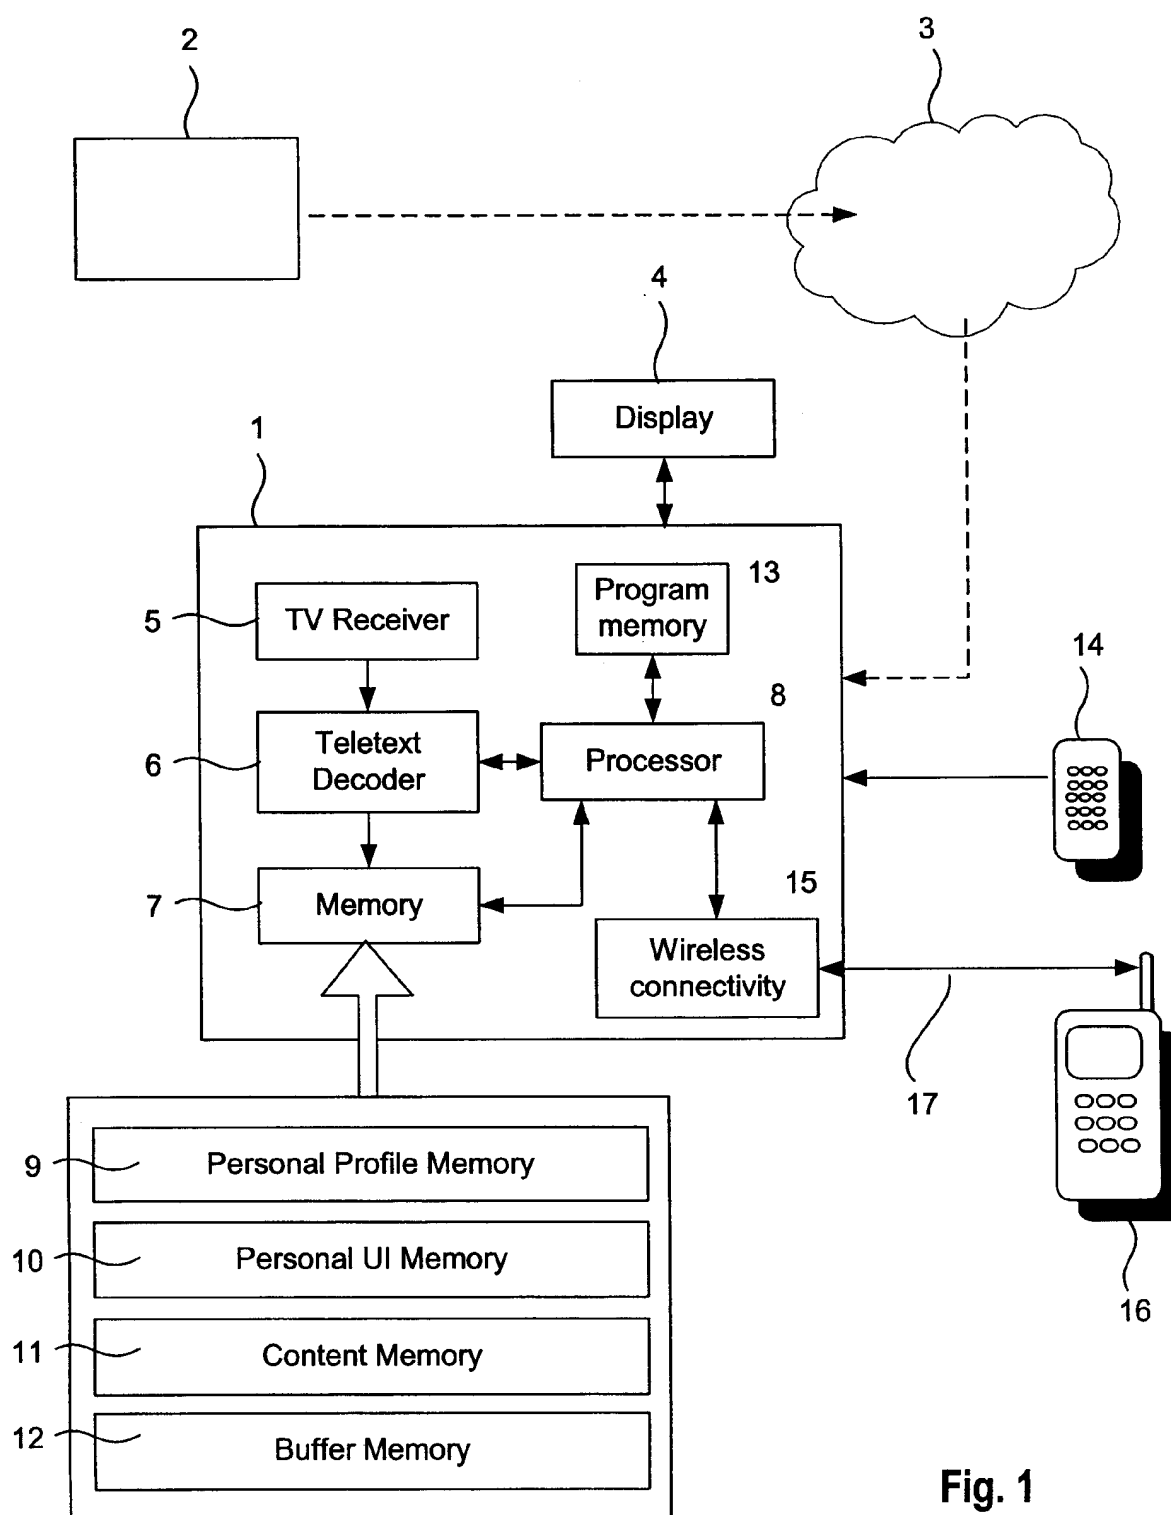 2
3
4
Display
1
13
Program
memory
5
TV Receiver
14
8
Teletext
Decoder
6
Processor
15
7
Memory
Wireless
connectivity
17
9
Personal Profile Memory
10
Personal UI Memory
16
11
Content Memory
12
Buffer Memory
Fig. 1